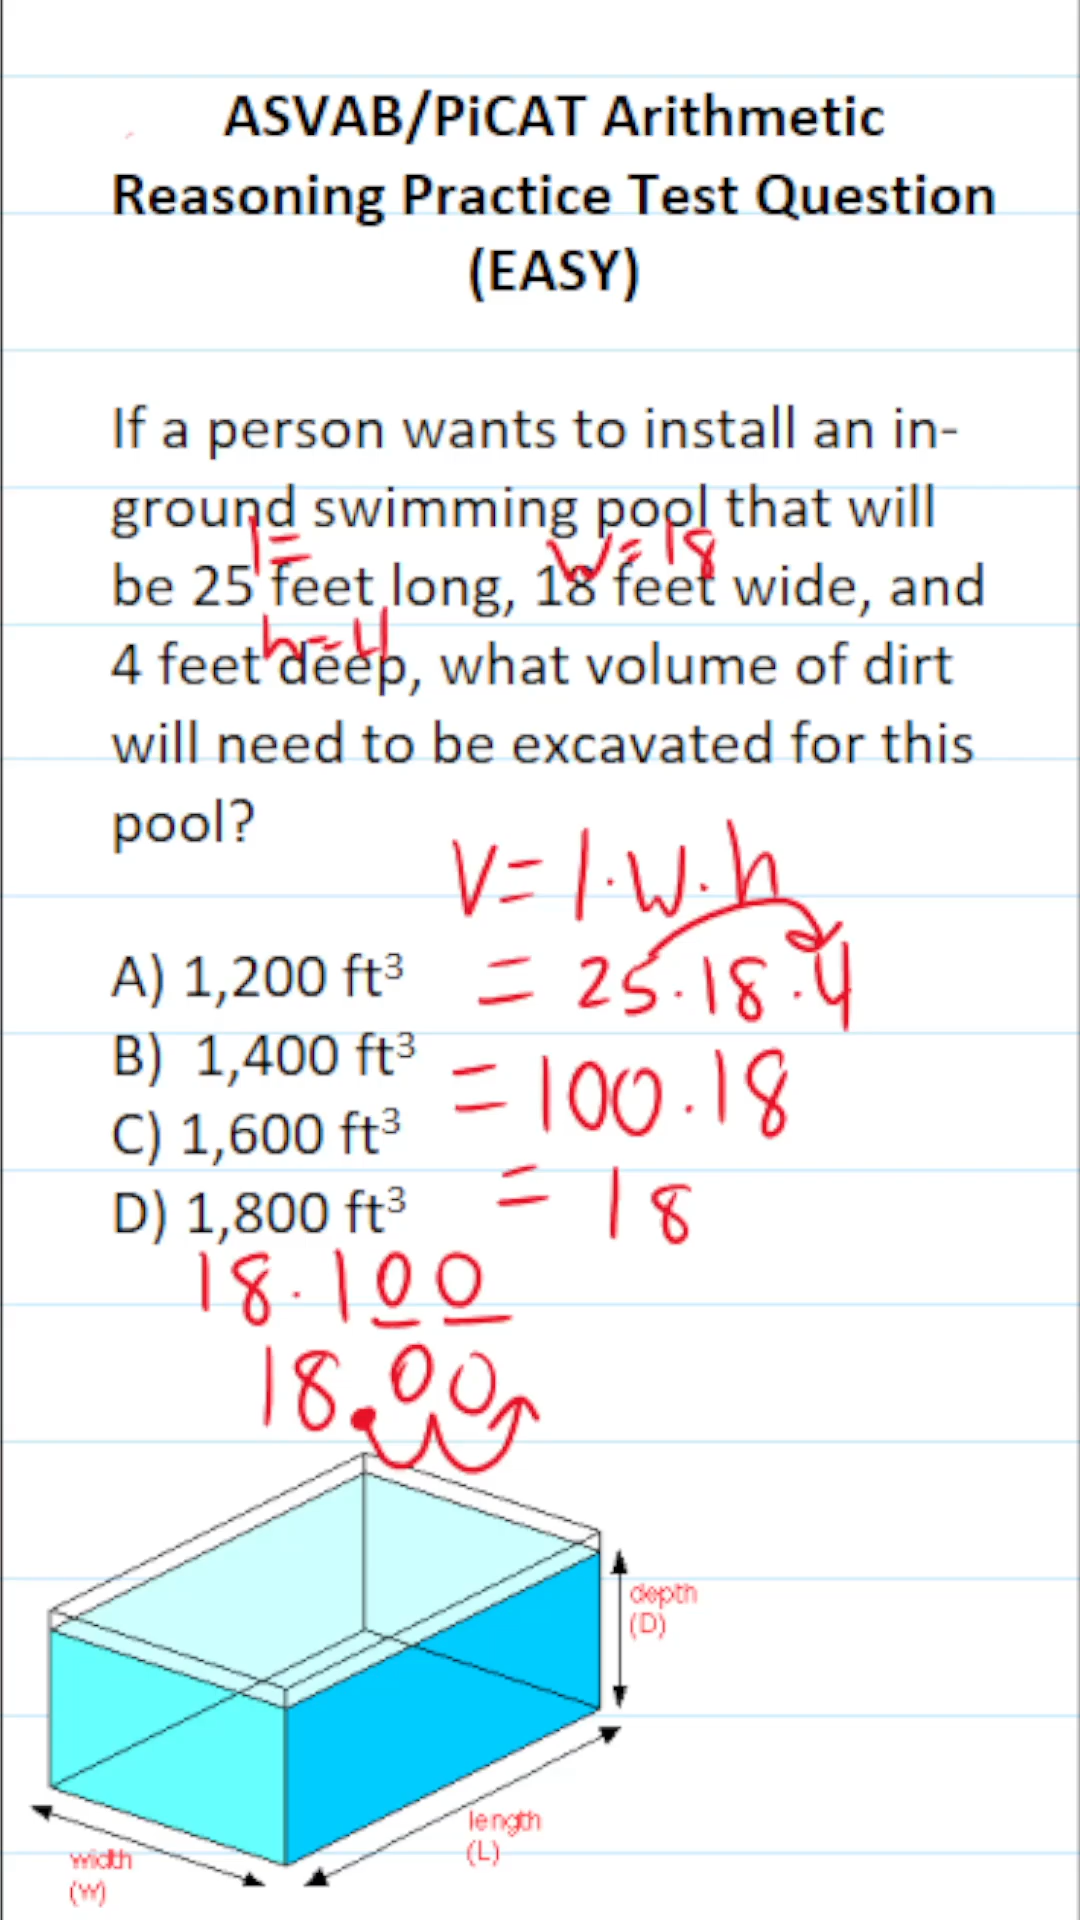 ASVAB/PiCAT Arithmetic
Reasoning Practice Test Question
(EASY)
If a person wants to install an in-
ground swimming pool that will
l= w=18
be 25 feet long, 18 feet wide, and
h=4
4 feet deep, what volume of dirt
will need to be excavated for this
pool?
V=l·w·h
A) 1,200 ft³ = 25·18·4
B) 1,400 ft³ = 100·18
C) 1,600 ft³
D) 1,800 ft³ = 18
18·100
18.00
depth
(D)
length
(L)
width
(W)